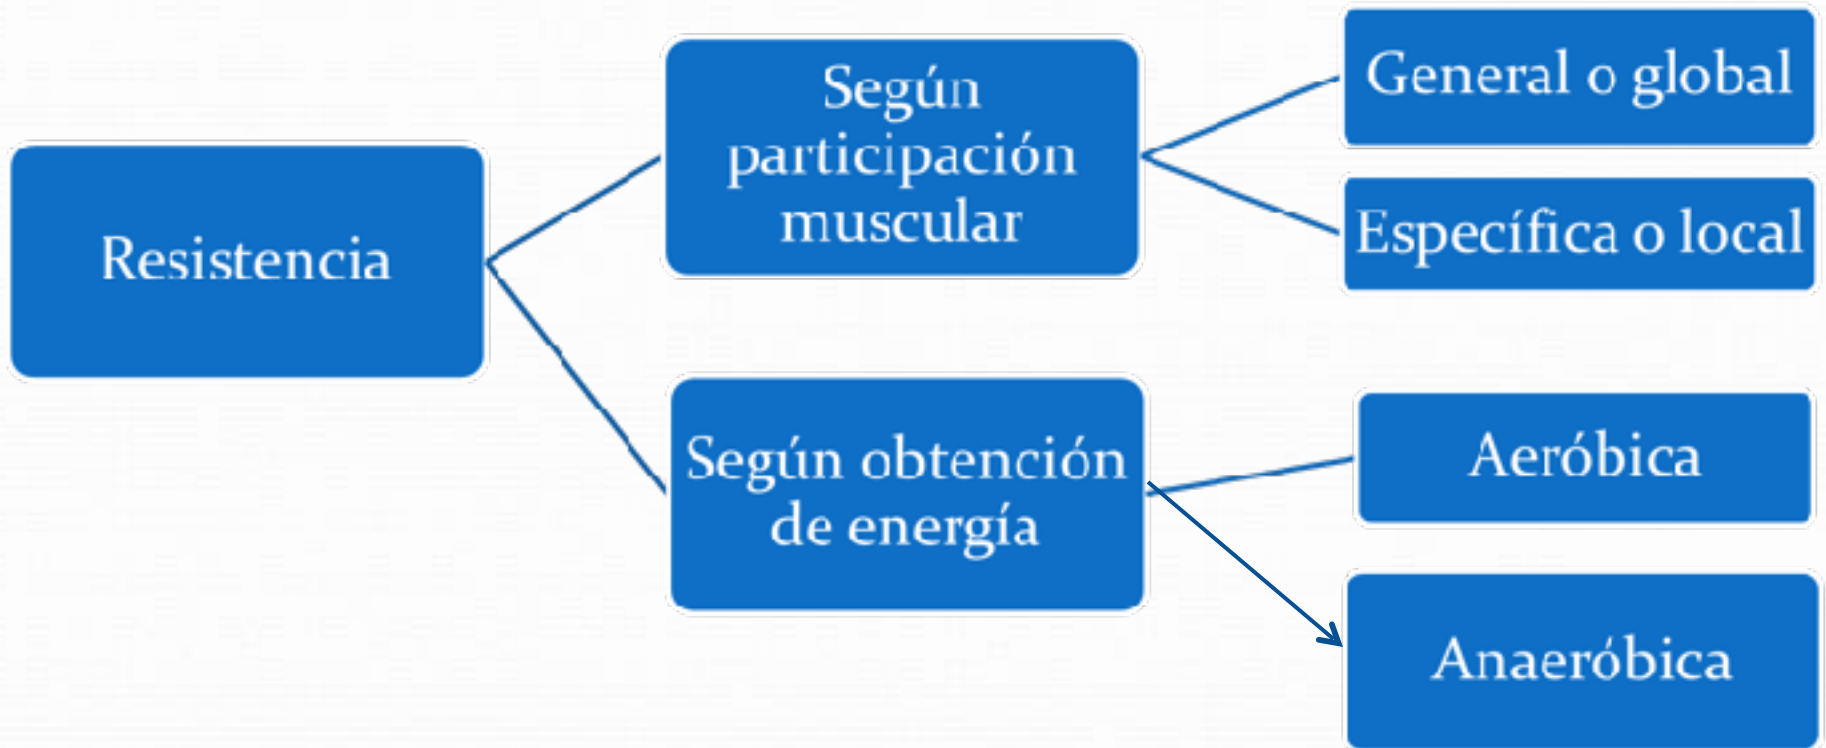 Resistencia
Según
participación
muscular
General o global
Específica o local
Según obtención
de energía
Aeróbica
Anaeróbica